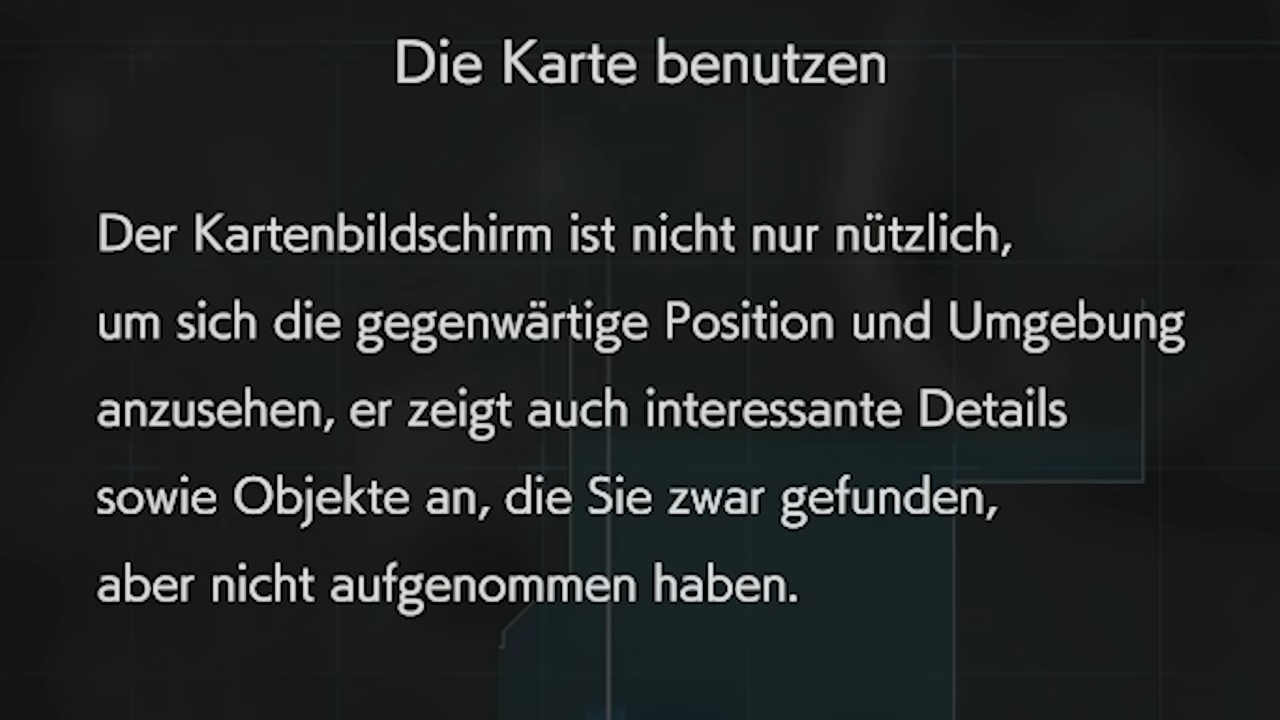 Die Karte benutzen
Der Kartenbildschirm ist nicht nur nützlich,
um sich die gegenwärtige Position und Umgebung
anzusehen, er zeigt auch interessante Details
sowie Objekte an, die Sie zwar gefunden,
aber nicht aufgenommen haben.